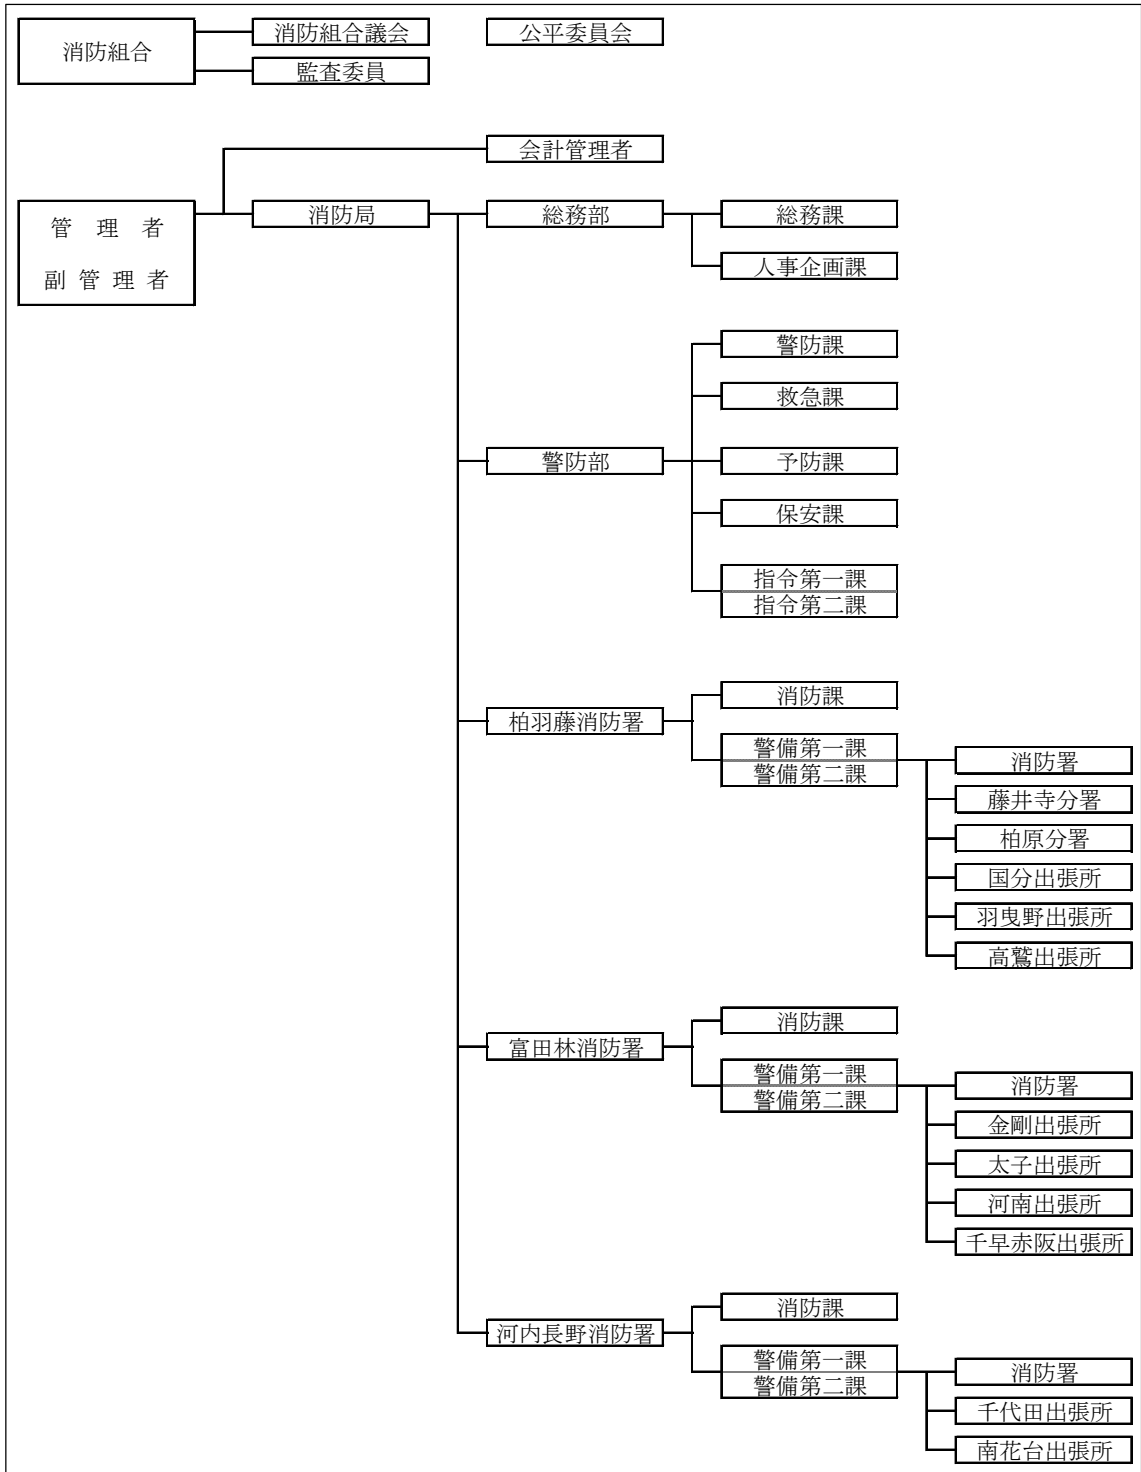 消防組合
消防組合議会
公平委員会
監査委員
会計管理者
管理者
副管理者
消防局
総務部
総務課
人事企画課
警防課
救急課
警防部
予防課
保安課
指令第一課
指令第二課
消防課
柏羽藤消防署
警備第一課
警備第二課
消防署
藤井寺分署
柏原分署
国分出張所
羽曳野出張所
高鷲出張所
消防課
富田林消防署
警備第一課
警備第二課
消防署
金剛出張所
太子出張所
河南出張所
千早赤阪出張所
消防課
河内長野消防署
警備第一課
警備第二課
消防署
千代田出張所
南花台出張所